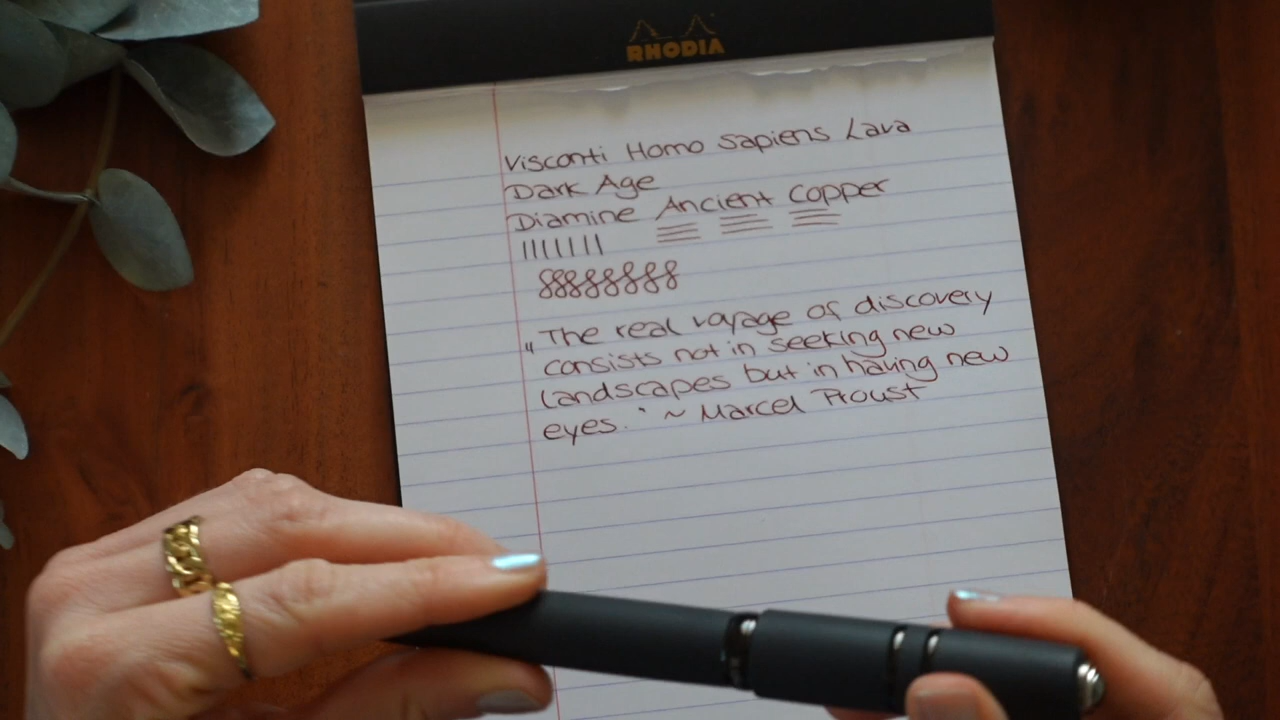 RHODIA
Visconti Homo Sapiens Lava
Dark Age
Diamine Ancient Copper
|||||||
88888888
„The real voyage of discovery
consists not in seeking new
landscapes but in having new
eyes." ~ Marcel Proust